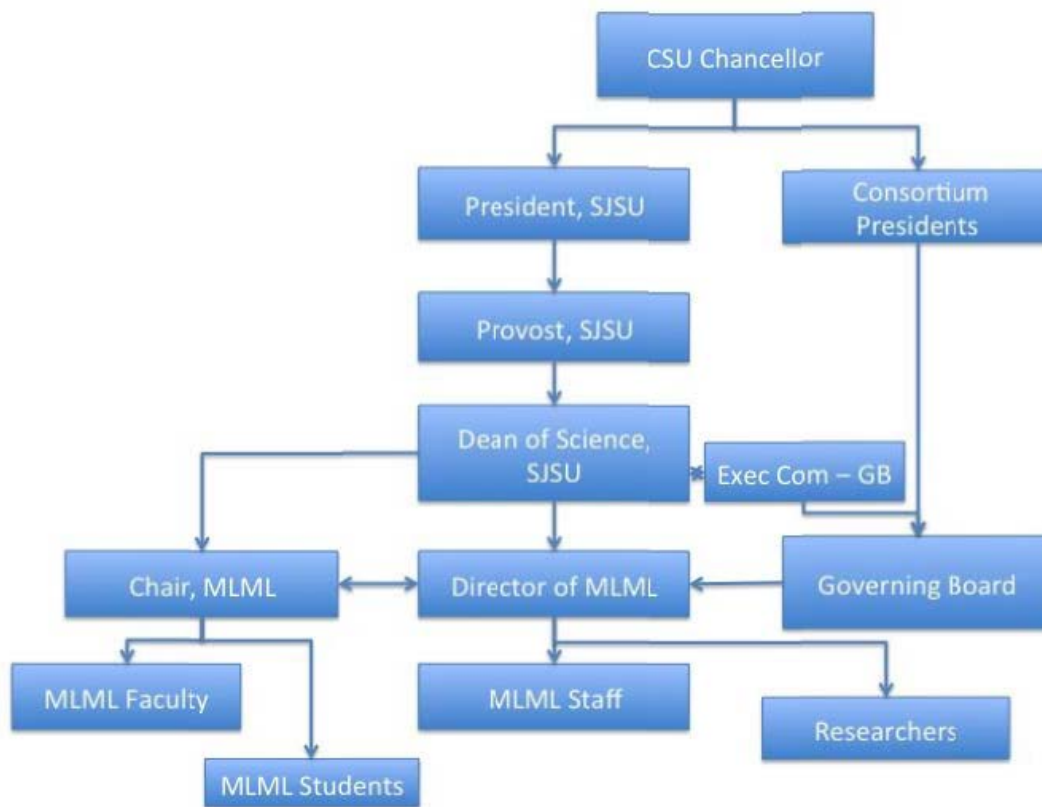 CSU Chancellor
President, SJSU
Consortium
Presidents
Provost, SJSU
Dean of Science,
SJSU
Exec Com – GB
Chair, MLML
Director of MLML
Governing Board
MLML Faculty
MLML Staff
Researchers
MLML Students